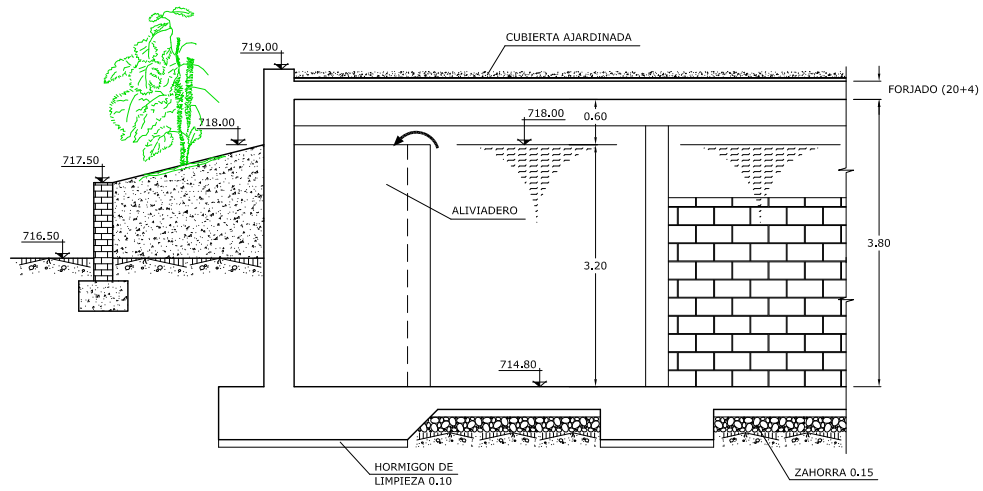 CUBIERTA AJARDINADA
719.00
FORJADO (20+4)
718.00
0.60
718.00
717.50
ALIVIADERO
716.50
3.80
3.20
714.80
HORMIGON DE
LIMPIEZA 0.10
ZAHORRA 0.15